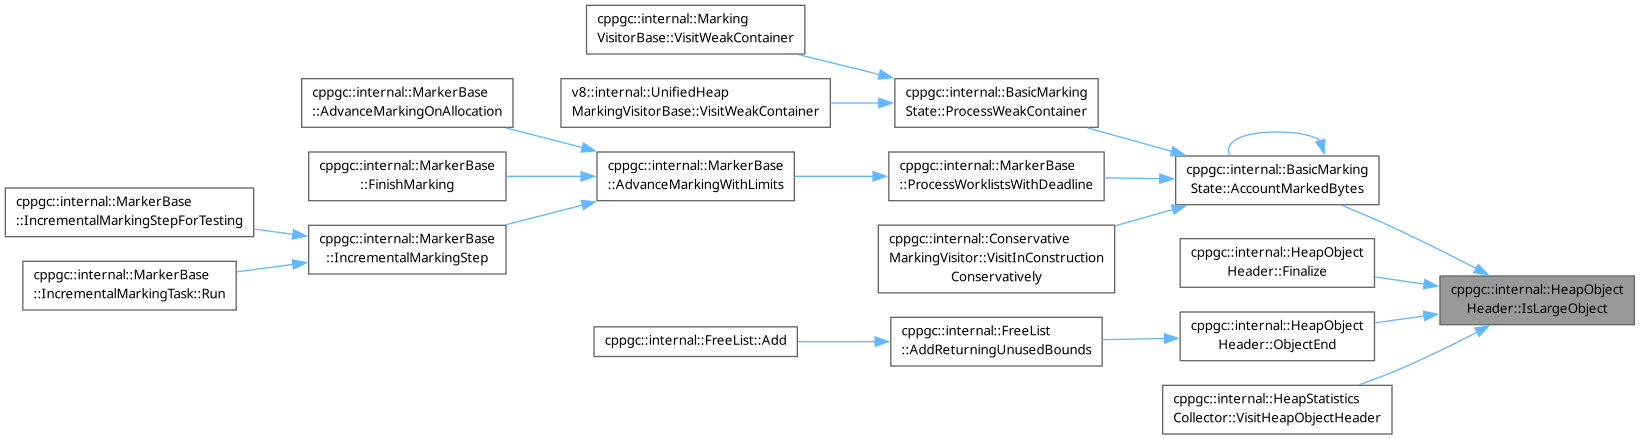 cppgc::internal::Marking
VisitorBase::VisitWeakContainer
cppgc::internal::MarkerBase
::AdvanceMarkingOnAllocation
v8::internal::UnifiedHeap
MarkingVisitorBase::VisitWeakContainer
cppgc::internal::BasicMarking
State::ProcessWeakContainer
cppgc::internal::MarkerBase
::FinishMarking
cppgc::internal::MarkerBase
::AdvanceMarkingWithLimits
cppgc::internal::MarkerBase
::ProcessWorklistsWithDeadline
cppgc::internal::BasicMarking
State::AccountMarkedBytes
cppgc::internal::MarkerBase
::IncrementalMarkingStepForTesting
cppgc::internal::MarkerBase
::IncrementalMarkingStep
cppgc::internal::Conservative
MarkingVisitor::VisitInConstruction
Conservatively
cppgc::internal::HeapObject
Header::Finalize
cppgc::internal::MarkerBase
::IncrementalMarkingTask::Run
cppgc::internal::HeapObject
Header::IsLargeObject
cppgc::internal::FreeList::Add
cppgc::internal::FreeList
::AddReturningUnusedBounds
cppgc::internal::HeapObject
Header::ObjectEnd
cppgc::internal::HeapStatistics
Collector::VisitHeapObjectHeader